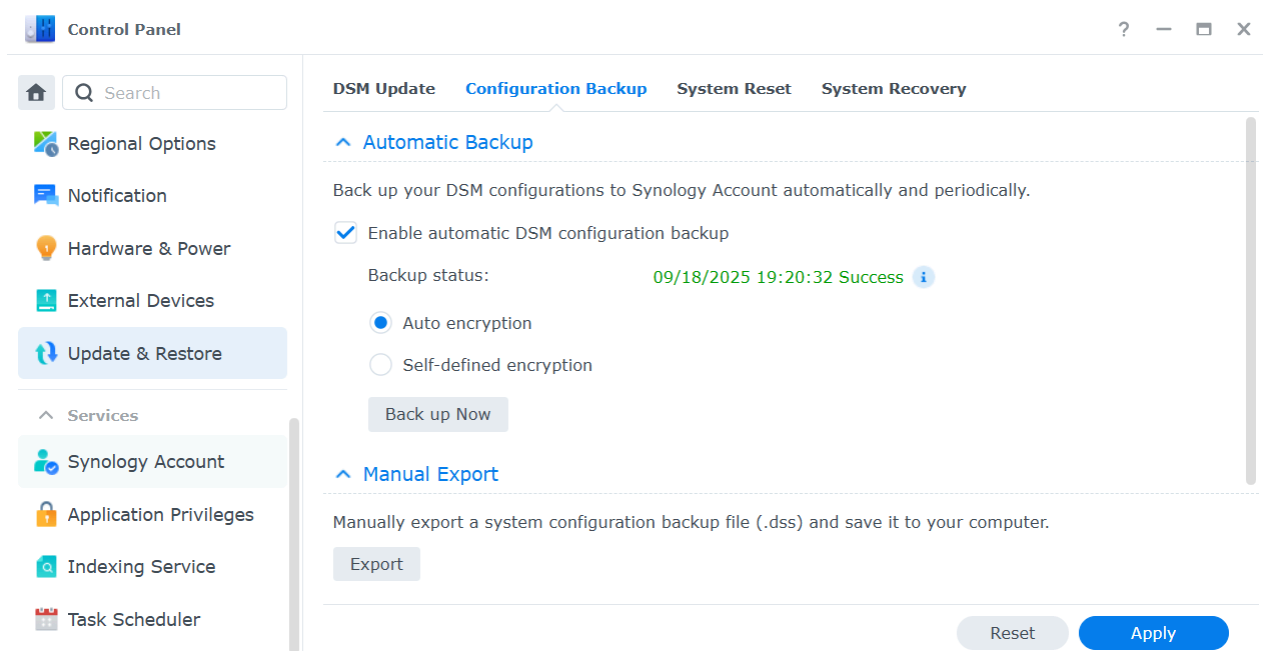 Control Panel
?
Search
Regional Options
Notification
Hardware & Power
External Devices
Update & Restore
Services
Synology Account
Application Privileges
Indexing Service
Task Scheduler
DSM Update Configuration Backup System Reset System Recovery
Automatic Backup
Back up your DSM configurations to Synology Account automatically and periodically.
Enable automatic DSM configuration backup
Backup status: 09/18/2025 19:20:32 Success i
Auto encryption
Self-defined encryption
Back up Now
Manual Export
Manually export a system configuration backup file (.dss) and save it to your computer.
Export
Reset Apply